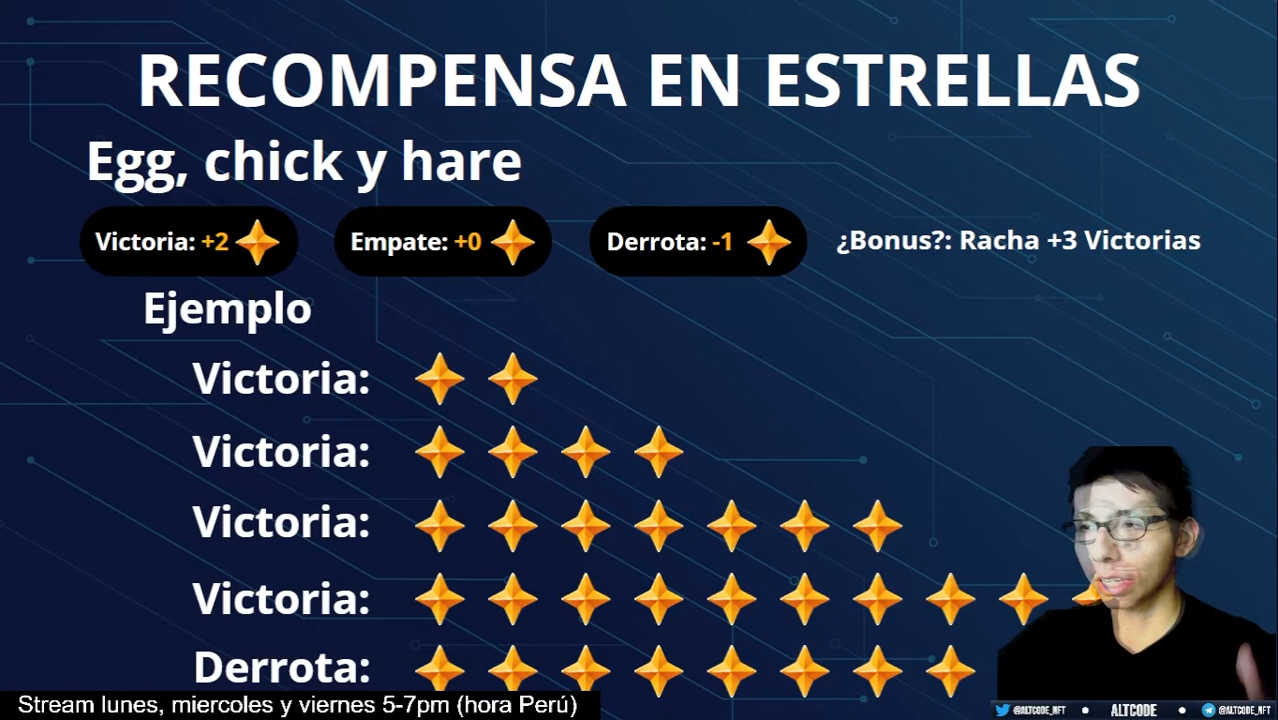 RECOMPENSA EN ESTRELLAS
Egg, chick y hare
Victoria: +2
Empate: +0
Derrota: -1
¿Bonus?: Racha +3 Victorias
Ejemplo
Victoria:
Victoria:
Victoria:
Victoria:
Derrota:
Stream lunes, miercoles y viernes 5-7pm (hora Perú)
@ALTCODE_NFT
ALTCODE
@ALTCODE_NFT